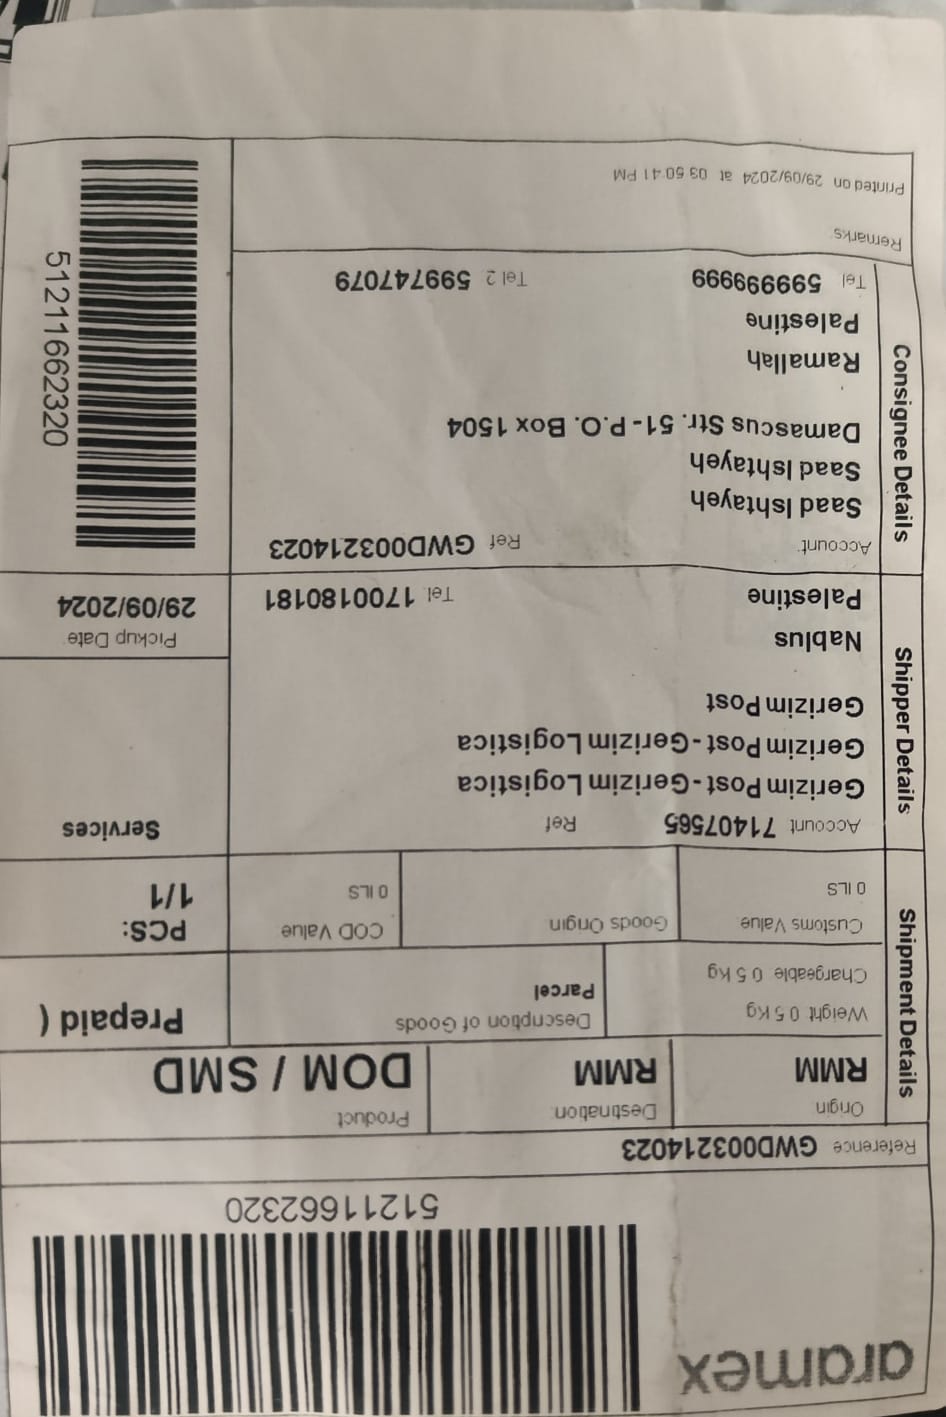 aramex
51211662320
Reference GWD003214023
Shipment Details
Origin
RMM
Destination
RMM
Product
DOM / SMD
Weight 0.5 Kg
Chargeable 0.5 Kg
Description of Goods
Parcel
Prepaid (
Customs Value
0 ILS
Goods Origin
COD Value
0 ILS
PCS:
1/1
Shipper Details
Account 71407565 Ref
Gerizim Post - Gerizim Logistica
Gerizim Post - Gerizim Logistica
Gerizim Post
Nablus
Palestine Tel. 1700180181
Services
Pickup Date
29/09/2024
Consignee Details
Account: Ref GWD003214023
Saad Ishtayeh
Saad Ishtayeh
Damascus Str. 51- P.O. Box 1504
Ramallah
Palestine
Tel 599999999 Tel 2 599747079
51211662320
Remarks
Printed on 29/09/2024 at 03:50:41 PM